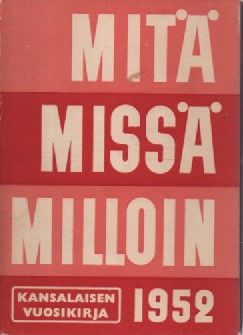 MITÄ
MISSÄ
MILLOIN
KANSALAISEN
VUOSIKIRJA
1952